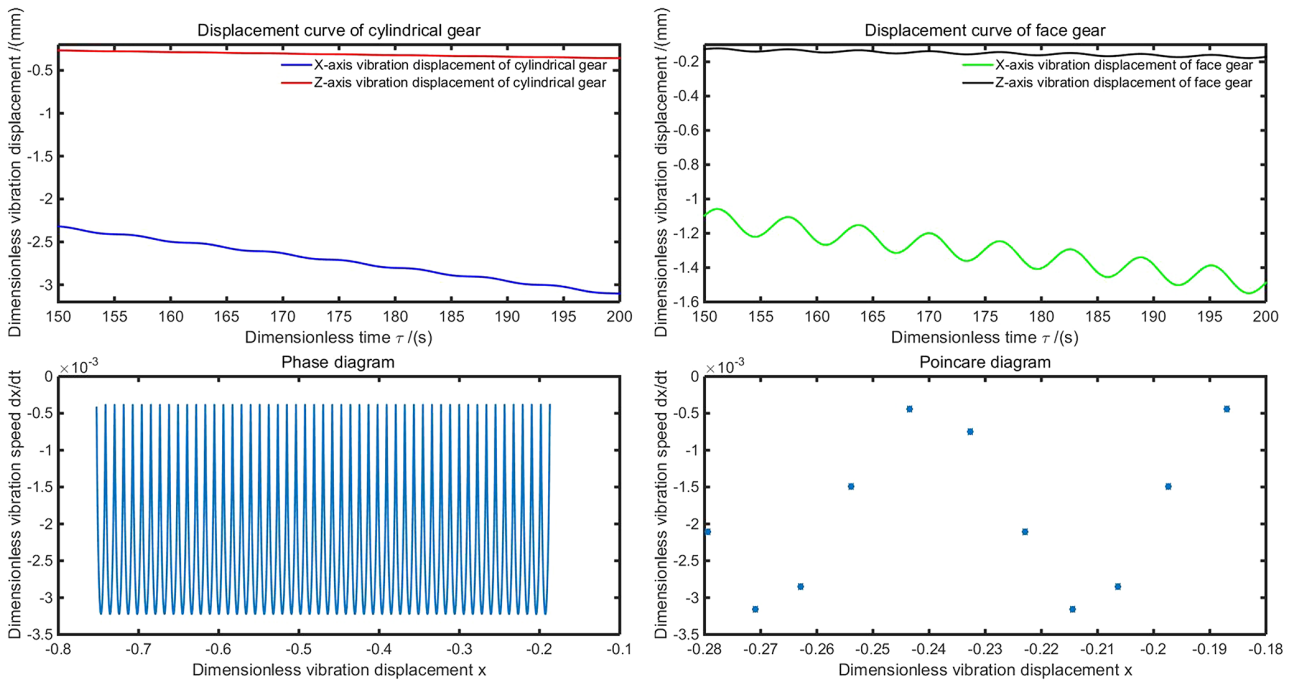 Displacement curve of cylindrical gear
Dimensionless vibration displacement /(mm)
-0.5
-1
-1.5
-2
-2.5
-3
X-axis vibration displacement of cylindrical gear
Z-axis vibration displacement of cylindrical gear
150 155 160 165 170 175 180 185 190 195 200
Dimensionless time τ /(s)
Displacement curve of face gear
Dimensionless vibration displacement /(mm)
-0.2
-0.4
-0.6
-0.8
-1
-1.2
-1.4
-1.6
X-axis vibration displacement of face gear
Z-axis vibration displacement of face gear
150 155 160 165 170 175 180 185 190 195 200
Dimensionless time τ /(s)
Phase diagram
×10-3
Dimensionless vibration speed dx/dt
0
-0.5
-1
-1.5
-2
-2.5
-3
-3.5
-0.8 -0.7 -0.6 -0.5 -0.4 -0.3 -0.2 -0.1
Dimensionless vibration displacement x
Poincare diagram
×10-3
Dimensionless vibration speed dx/dt
0
-0.5
-1
-1.5
-2
-2.5
-3
-3.5
-0.28 -0.27 -0.26 -0.25 -0.24 -0.23 -0.22 -0.21 -0.2 -0.19 -0.18
Dimensionless vibration displacement x